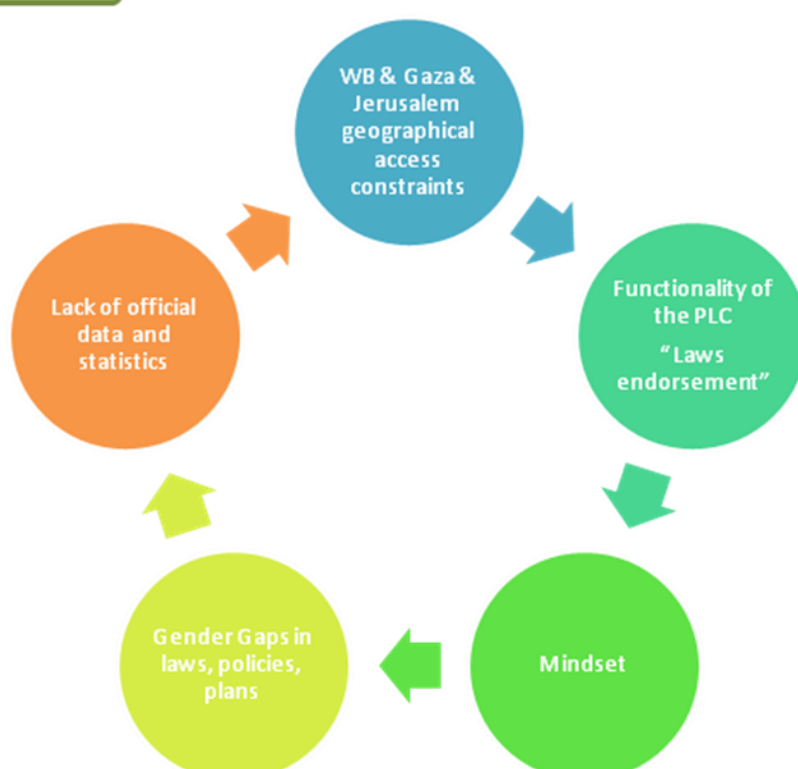 WB & Gaza &
Jerusalem
geographical
access
constraints
Functionality of
the PLC
“Laws
endorsement”
Mindset
Gender Gaps in
laws, policies,
plans
Lack of official
data and
statistics